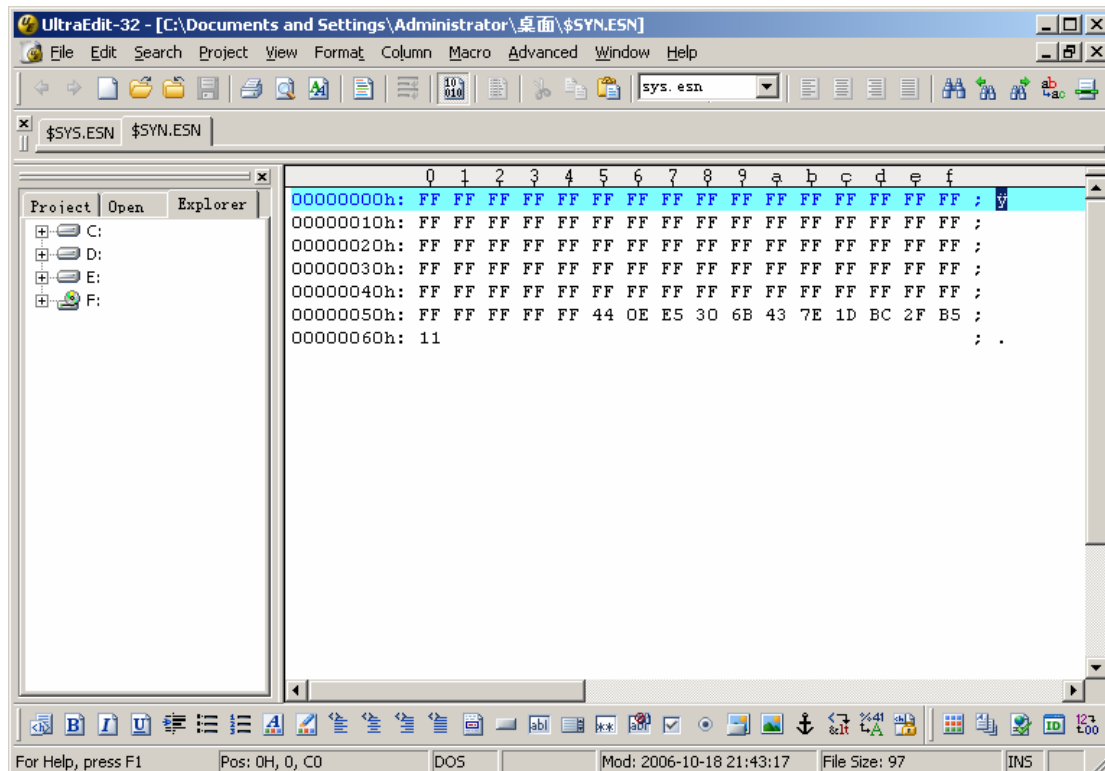 UltraEdit-32 - [C:\Documents and Settings\Administrator\桌面\$SYN.ESN]
File Edit Search Project View Format Column Macro Advanced Window Help
sys.esn
$SYS.ESN $SYN.ESN
Project Open Explorer
C:
D:
E:
F:
0 1 2 3 4 5 6 7 8 9 a b c d e f
00000000h: FF FF FF FF FF FF FF FF FF FF FF FF FF FF FF FF ; ÿ
00000010h: FF FF FF FF FF FF FF FF FF FF FF FF FF FF FF FF ;
00000020h: FF FF FF FF FF FF FF FF FF FF FF FF FF FF FF FF ;
00000030h: FF FF FF FF FF FF FF FF FF FF FF FF FF FF FF FF ;
00000040h: FF FF FF FF FF FF FF FF FF FF FF FF FF FF FF FF ;
00000050h: FF FF FF FF FF 44 0E E5 30 6B 43 7E 1D BC 2F B5 ;
00000060h: 11 ; .
For Help, press F1 Pos: 0H, 0, C0 DOS Mod: 2006-10-18 21:43:17 File Size: 97 INS